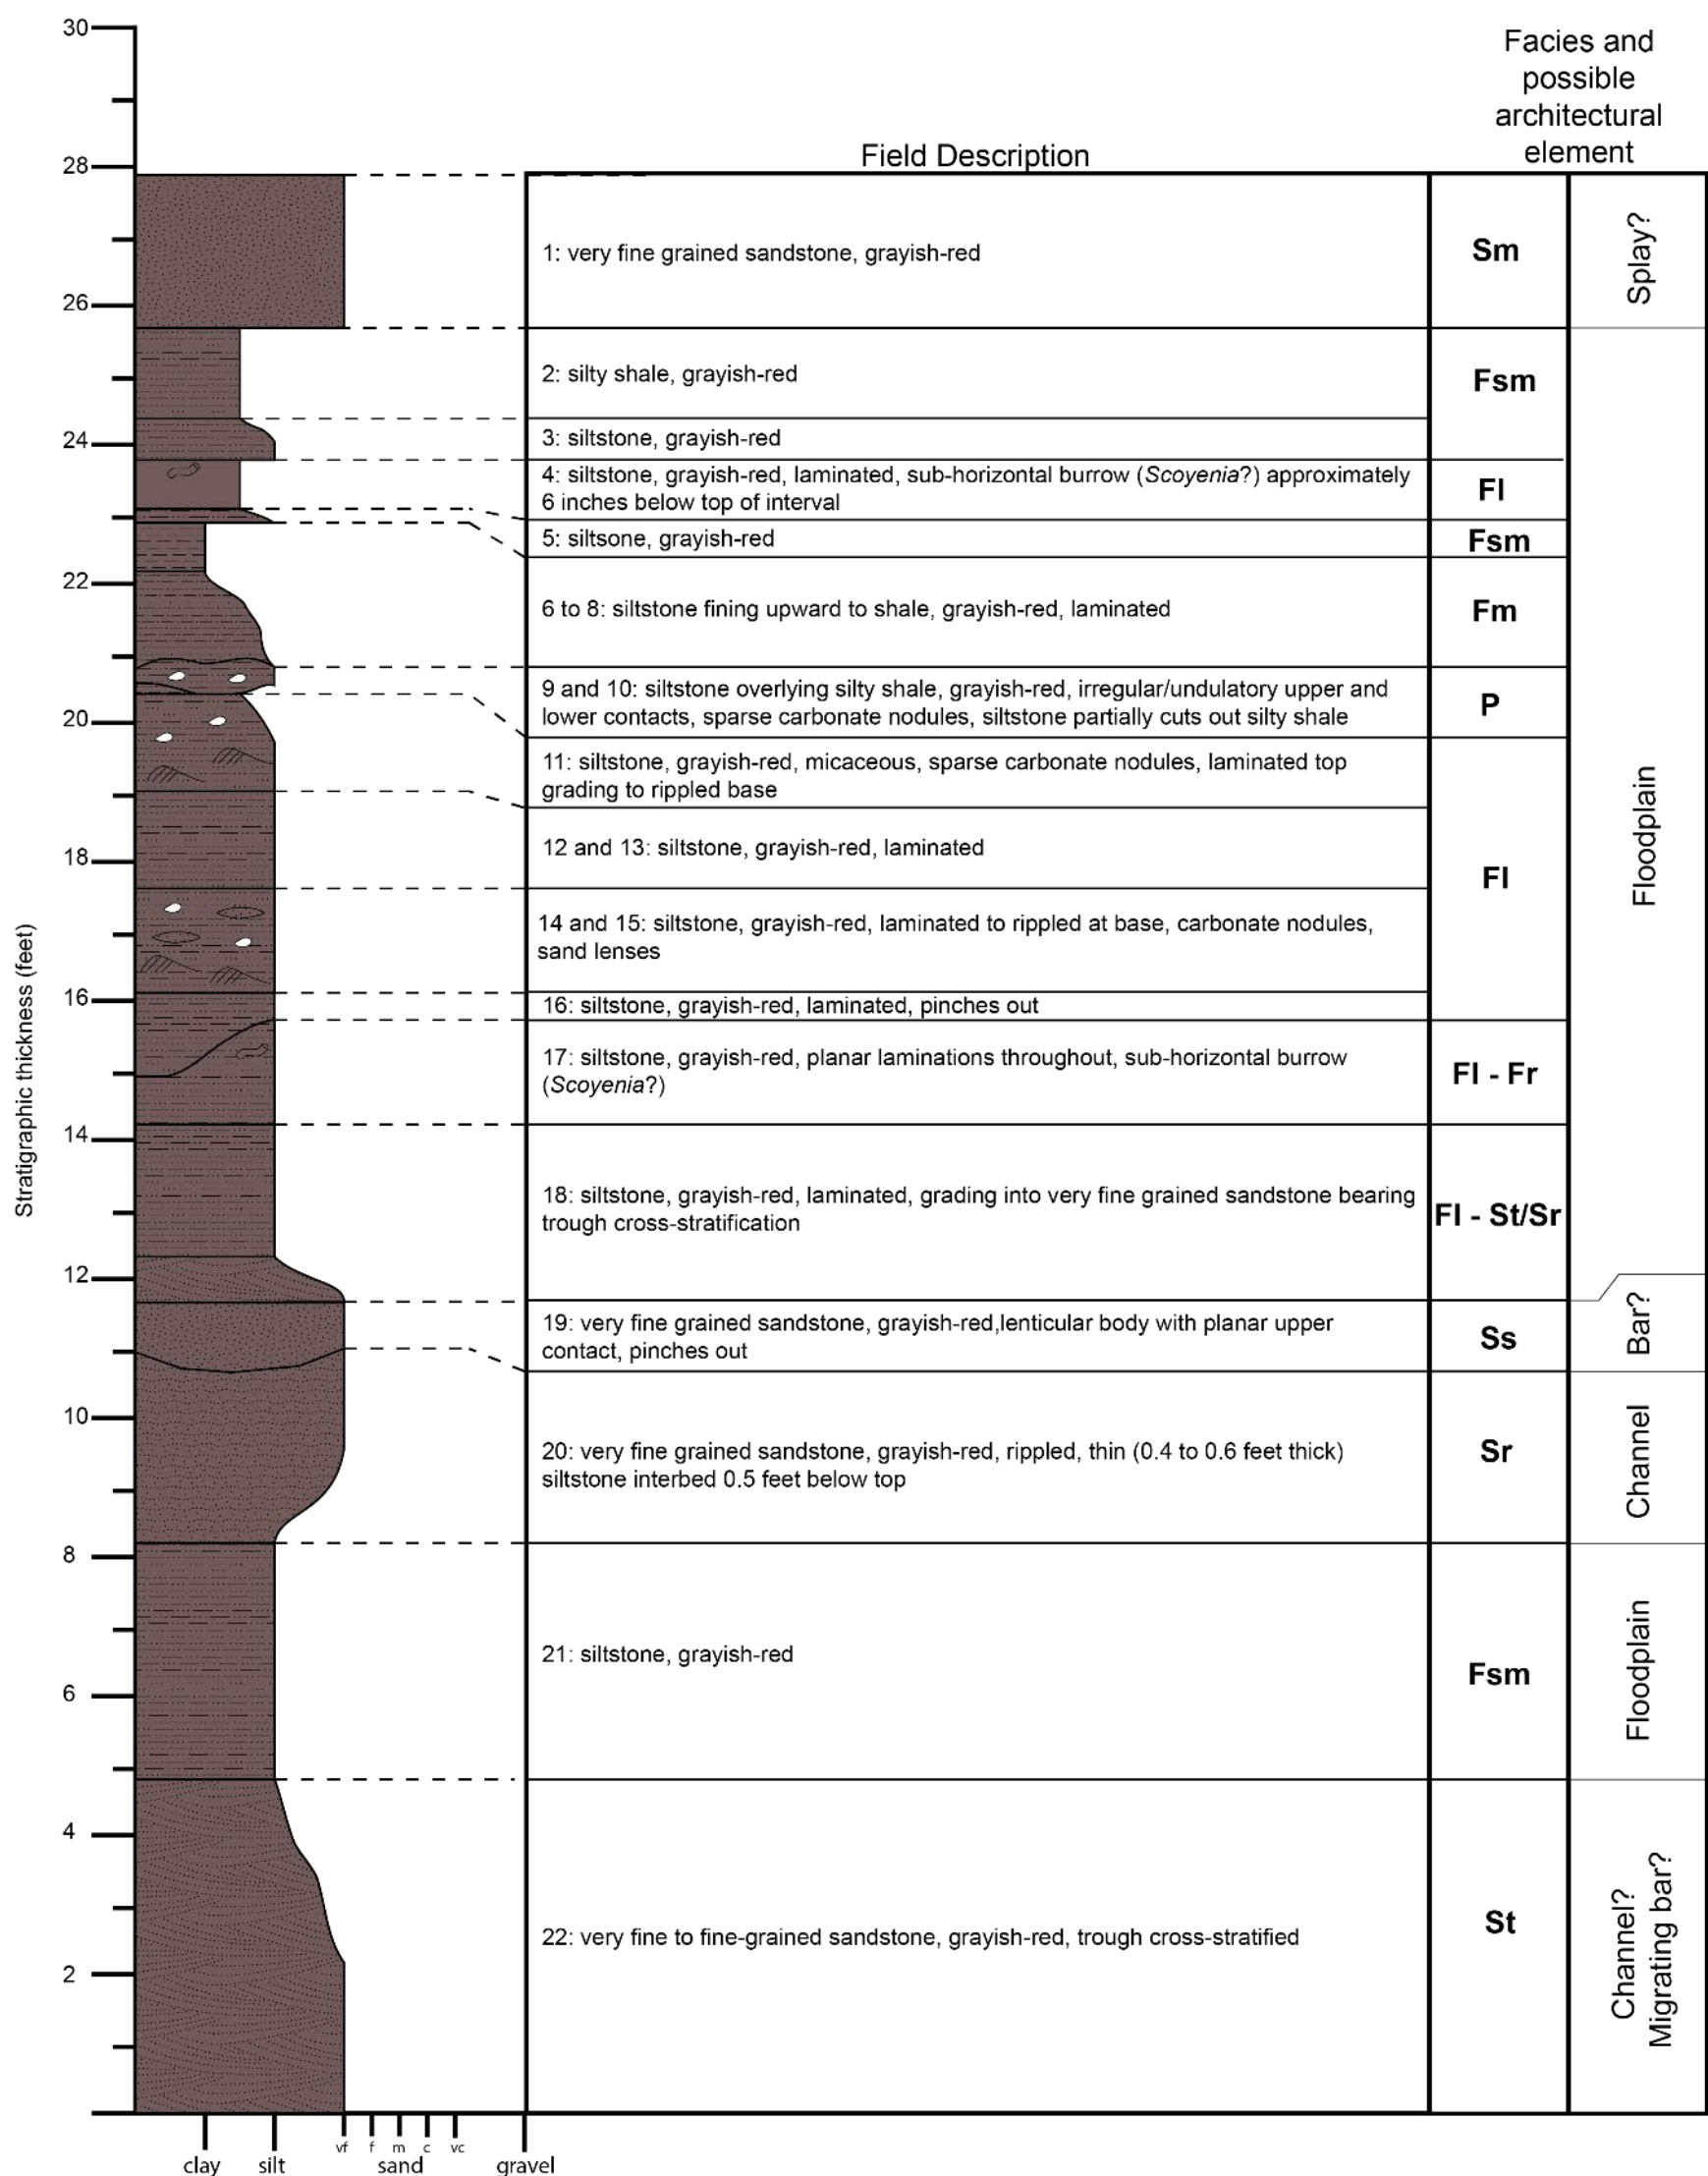 Facies and
possible
architectural
element
Field Description
30
28
26
24
22
20
18
16
14
12
10
8
6
4
2
Stratigraphic thickness (feet)
1: very fine grained sandstone, grayish-red
Sm
Splay?
2: silty shale, grayish-red
Fsm
3: siltstone, grayish-red
4: siltstone, grayish-red, laminated, sub-horizontal burrow (Scoyenia?) approximately
6 inches below top of interval
Fl
5: siltsone, grayish-red
Fsm
6 to 8: siltstone fining upward to shale, grayish-red, laminated
Fm
9 and 10: siltstone overlying silty shale, grayish-red, irregular/undulatory upper and
lower contacts, sparse carbonate nodules, siltstone partially cuts out silty shale
P
11: siltstone, grayish-red, micaceous, sparse carbonate nodules, laminated top
grading to rippled base
12 and 13: siltstone, grayish-red, laminated
Fl
Floodplain
14 and 15: siltstone, grayish-red, laminated to rippled at base, carbonate nodules,
sand lenses
16: siltstone, grayish-red, laminated, pinches out
17: siltstone, grayish-red, planar laminations throughout, sub-horizontal burrow
(Scoyenia?)
Fl - Fr
18: siltstone, grayish-red, laminated, grading into very fine grained sandstone bearing
trough cross-stratification
Fl - St/Sr
19: very fine grained sandstone, grayish-red,lenticular body with planar upper
contact, pinches out
Ss
Bar?
20: very fine grained sandstone, grayish-red, rippled, thin (0.4 to 0.6 feet thick)
siltstone interbed 0.5 feet below top
Sr
Channel
21: siltstone, grayish-red
Fsm
Floodplain
22: very fine to fine-grained sandstone, grayish-red, trough cross-stratified
St
Channel?
Migrating bar?
vf f m c vc
clay silt sand gravel